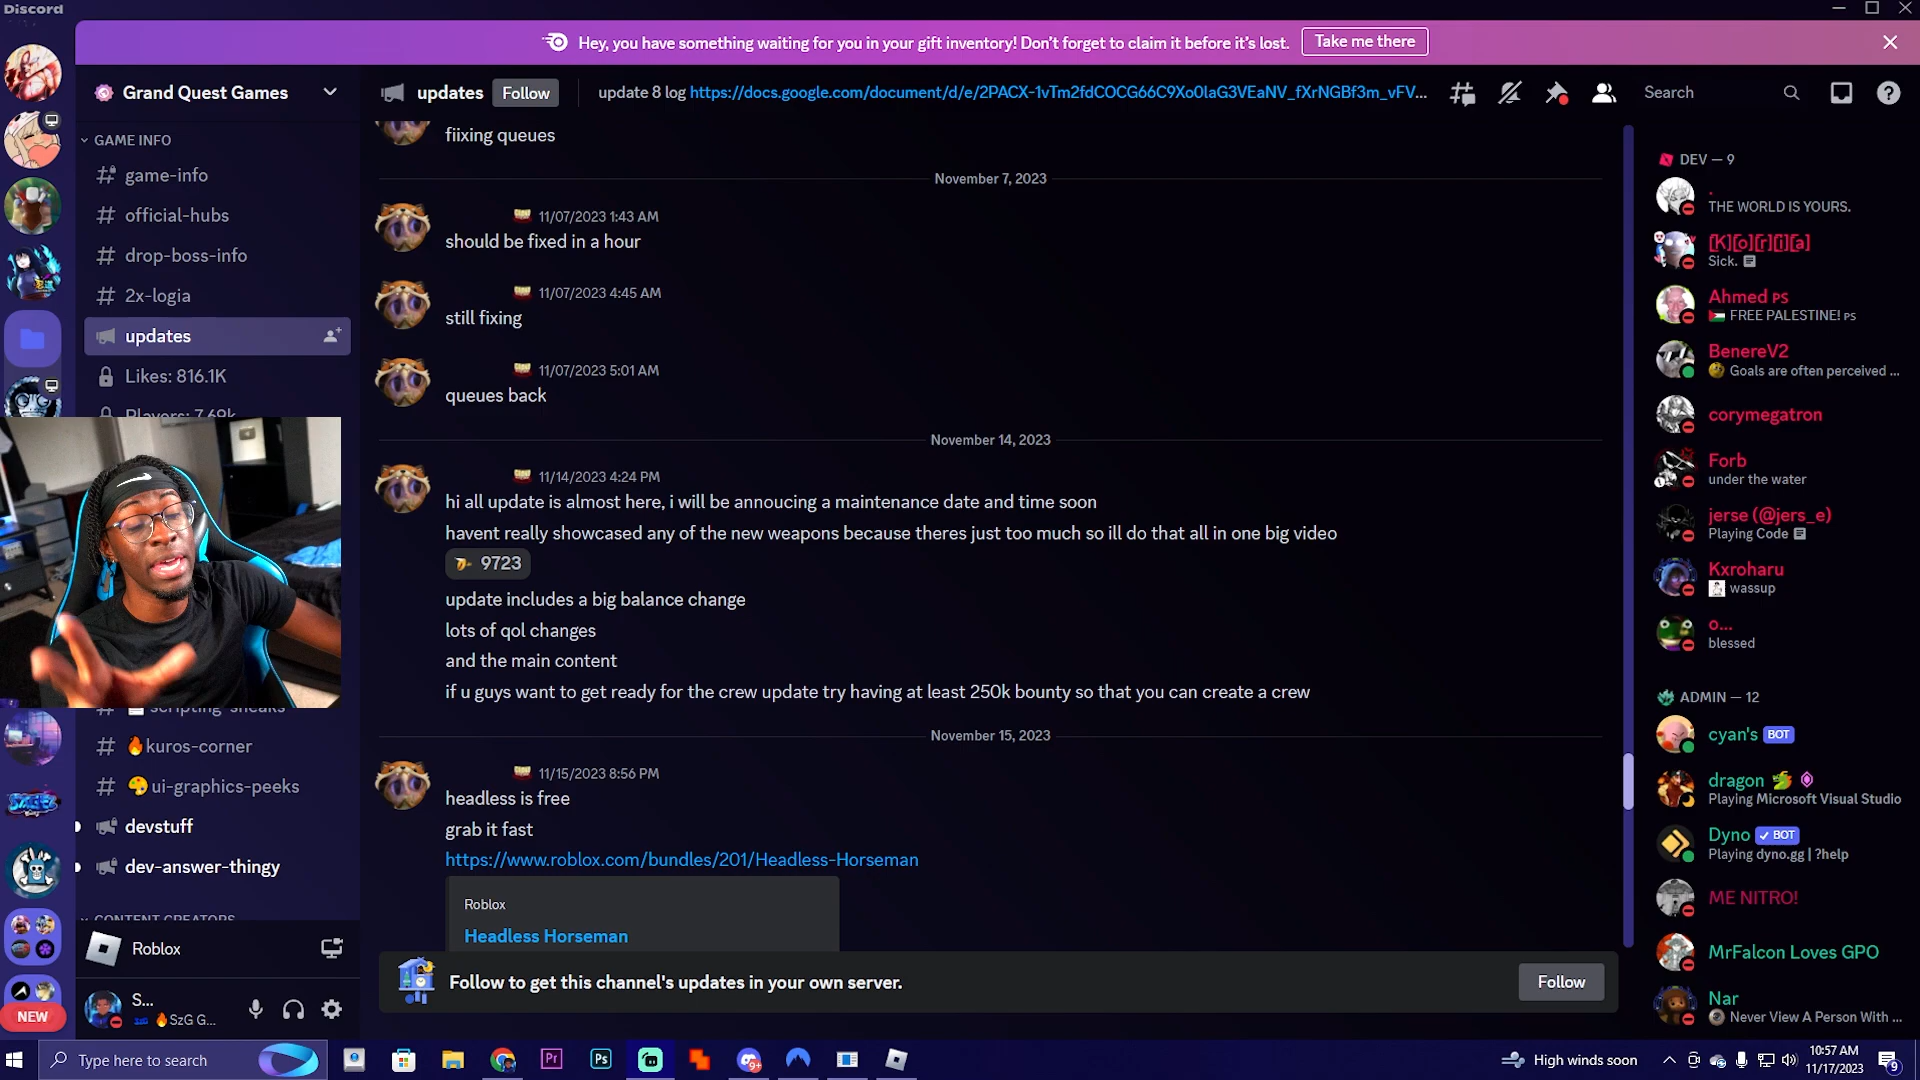 Discord
Hey, you have something waiting for you in your gift inventory! Don't forget to claim it before it's lost.
Take me there
Grand Quest Games
updates
Follow
update 8 log https://docs.google.com/document/d/e/2PACX-1vTm2fdCOCG66C9Xo0laG3VEaNV_fXrNGBf3m_vFV...
Search
GAME INFO
game-info
official-hubs
drop-boss-info
2x-logia
updates
Likes: 816.1K
Players: 7.69k
scripting-sneaks
kuros-corner
ui-graphics-peeks
devstuff
dev-answer-thingy
CONTENT CREATORS
Roblox
S...
SzG G...
NEW
fiixing queues
November 7, 2023
11/07/2023 1:43 AM
should be fixed in a hour
11/07/2023 4:45 AM
still fixing
11/07/2023 5:01 AM
queues back
November 14, 2023
11/14/2023 4:24 PM
hi all update is almost here, i will be annoucing a maintenance date and time soon
havent really showcased any of the new weapons because theres just too much so ill do that all in one big video
9723
update includes a big balance change
lots of qol changes
and the main content
if u guys want to get ready for the crew update try having at least 250k bounty so that you can create a crew
November 15, 2023
11/15/2023 8:56 PM
headless is free
grab it fast
https://www.roblox.com/bundles/201/Headless-Horseman
Roblox
Headless Horseman
Follow to get this channel's updates in your own server.
Follow
DEV — 9
.
THE WORLD IS YOURS.
[K][o][r][i][a]
Sick.
Ahmed PS
FREE PALESTINE! PS
BenereV2
Goals are often perceived ...
corymegatron
Forb
under the water
jerse (@jers_e)
Playing Code
Kxroharu
wassup
o...
blessed
ADMIN — 12
cyan's BOT
dragon
Playing Microsoft Visual Studio
Dyno BOT
Playing dyno.gg | ?help
ME NITRO!
MrFalcon Loves GPO
Nar
Never View A Person With ...
Type here to search
Pr
Ps
9+
High winds soon
10:57 AM
11/17/2023
9